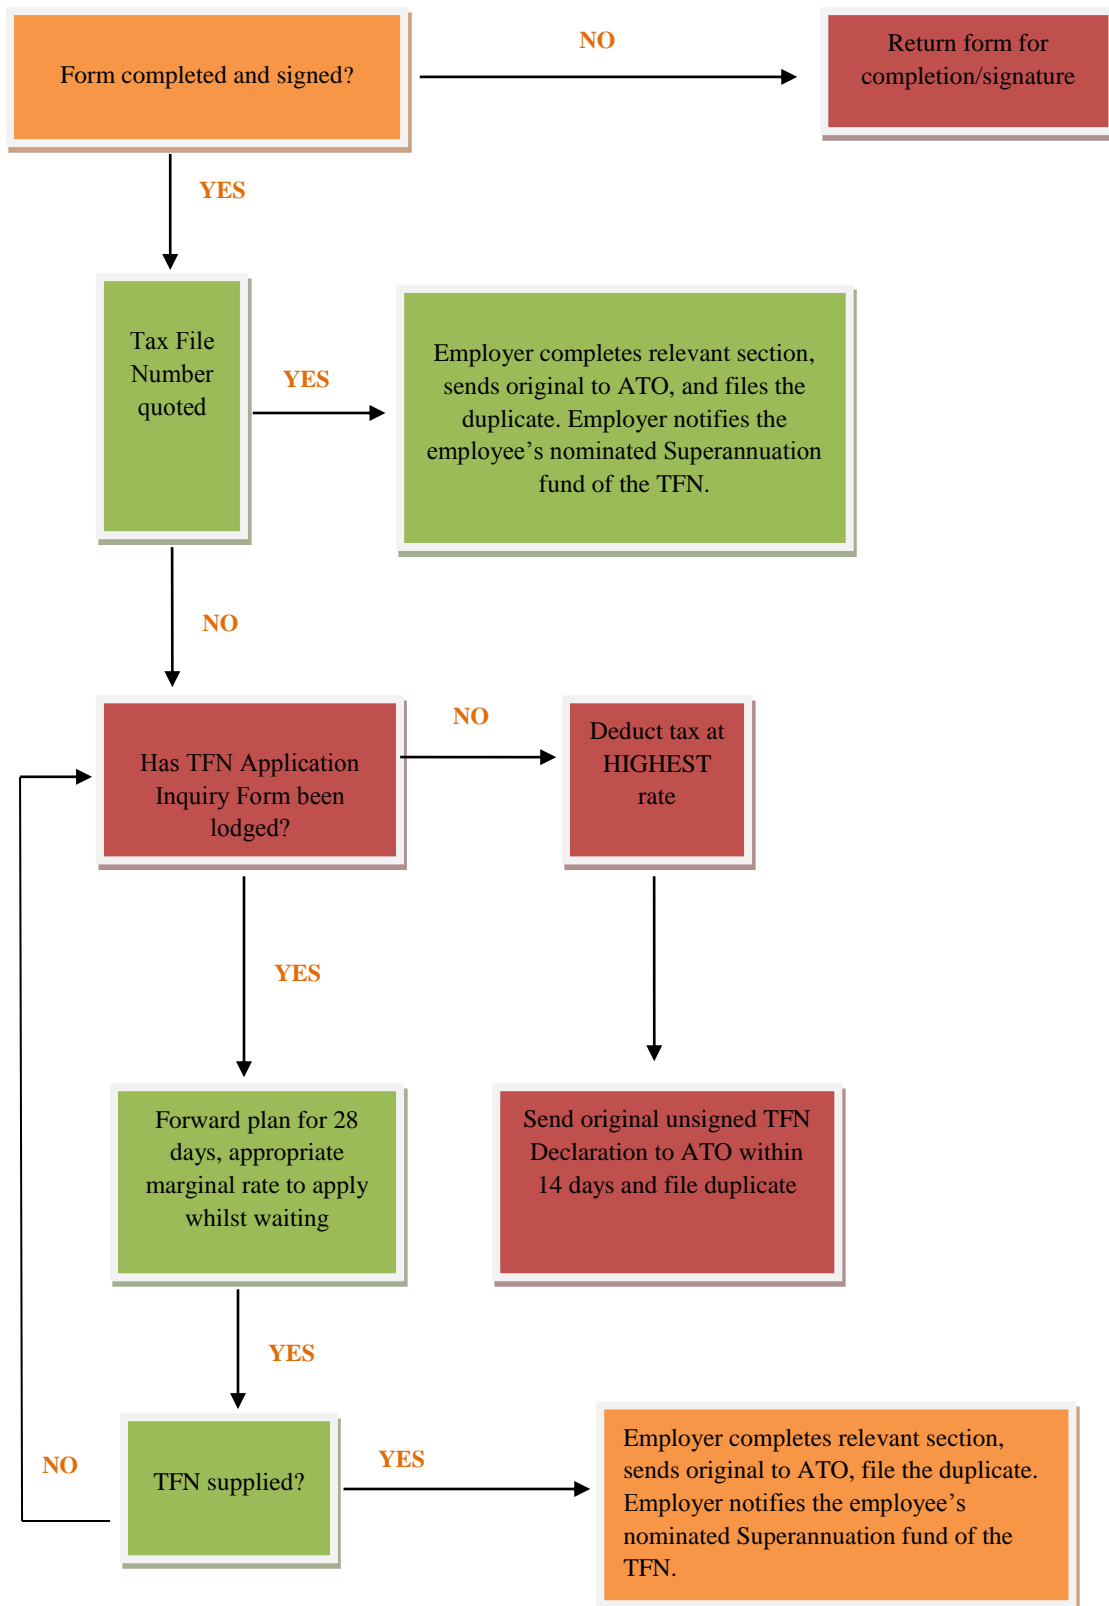 Form completed and signed?
NO
Return form for
completion/signature
YES
Tax File
Number
quoted
YES
Employer completes relevant section,
sends original to ATO, and files the
duplicate. Employer notifies the
employee’s nominated Superannuation
fund of the TFN.
NO
Has TFN Application
Inquiry Form been
lodged?
NO
Deduct tax at
HIGHEST
rate
YES
Forward plan for 28
days, appropriate
marginal rate to apply
whilst waiting
Send original unsigned TFN
Declaration to ATO within
14 days and file duplicate
YES
NO
TFN supplied?
YES
Employer completes relevant section,
sends original to ATO, file the duplicate.
Employer notifies the employee’s
nominated Superannuation fund of the
TFN.